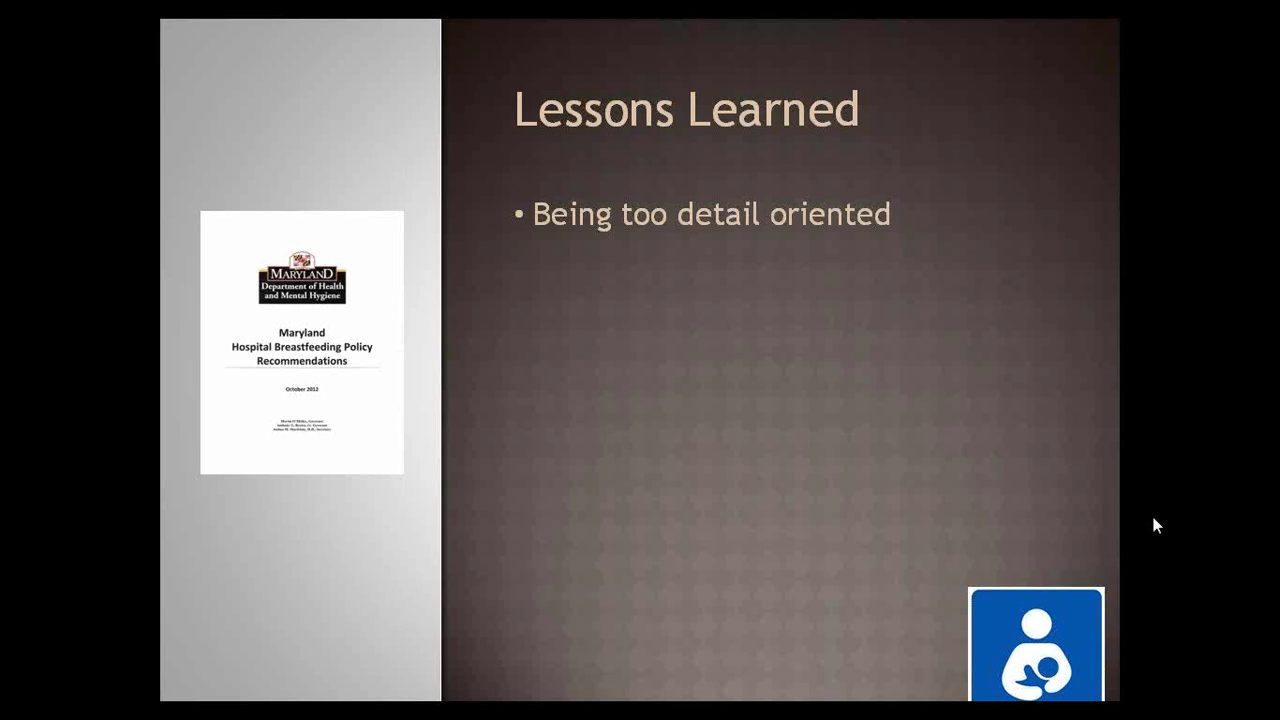 Lessons Learned
• Being too detail oriented
MARYLAND
Department of Health
and Mental Hygiene
Maryland
Hospital Breastfeeding Policy
Recommendations
October 2012